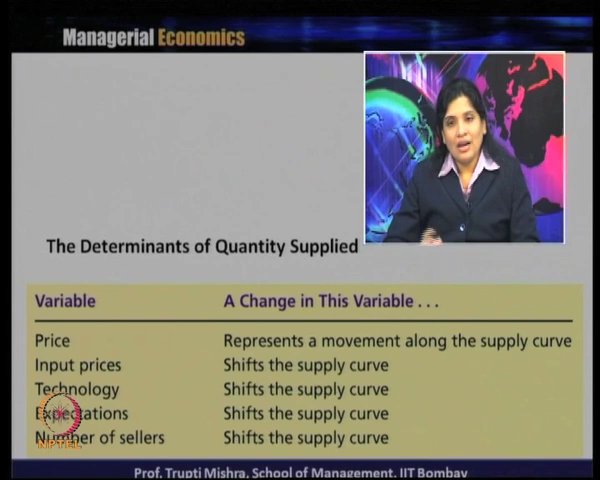 Managerial Economics
The Determinants of Quantity Supplied
Variable A Change in This Variable . . .
Price Represents a movement along the supply curve
Input prices Shifts the supply curve
Technology Shifts the supply curve
Expectations Shifts the supply curve
Number of sellers Shifts the supply curve
NPTEL
Prof. Trupti Mishra, School of Management, IIT Bombay